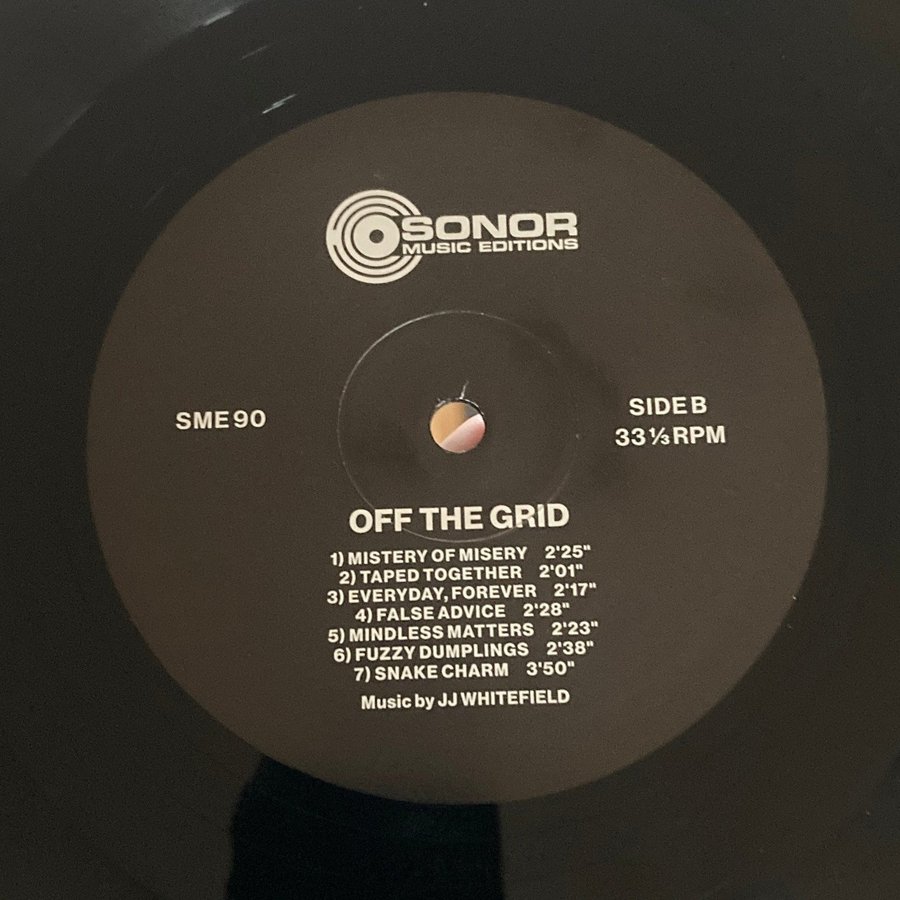 SONOR
MUSIC EDITIONS
SME 90
SIDE B
33 ⅓ RPM
OFF THE GRID
1) MISTERY OF MISERY 2'25"
2) TAPED TOGETHER 2'01"
3) EVERYDAY, FOREVER 2'17"
4) FALSE ADVICE 2'28"
5) MINDLESS MATTERS 2'23"
6) FUZZY DUMPLINGS 2'38"
7) SNAKE CHARM 3'50"
Music by JJ WHITEFIELD